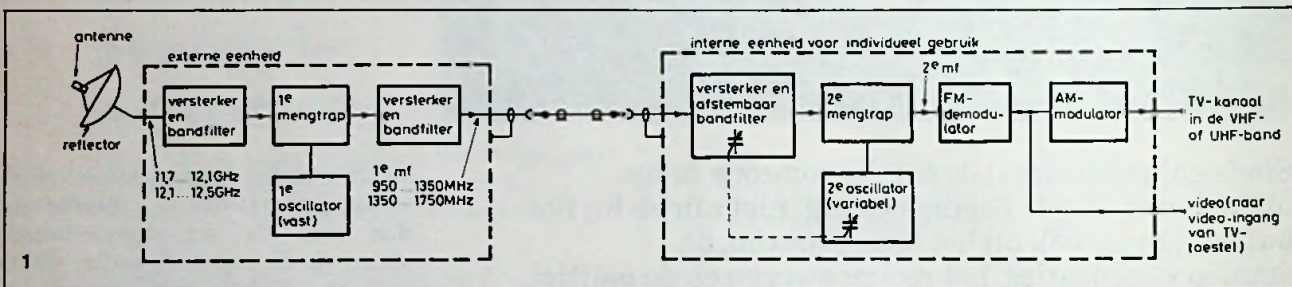 antenne
reflector
externe eenheid
versterker
en
bandfilter
1e
mengtrap
versterker
en
bandfilter
11,7 ... 12,1GHz
12,1 ... 12,5GHz
1e
oscillator
(vast)
1e mf
950 ... 1350MHz
1350 ... 1750MHz
interne eenheid voor individueel gebruik
versterker en
afstembaar
bandfilter
2e
mengtrap
2e mf
FM-
demodu-
lator
AM-
modulator
2e oscillator
(variabel)
TV-kanaal
in de VHF-
of UHF-band
video(naar
video-ingang
van TV-
toestel)
1